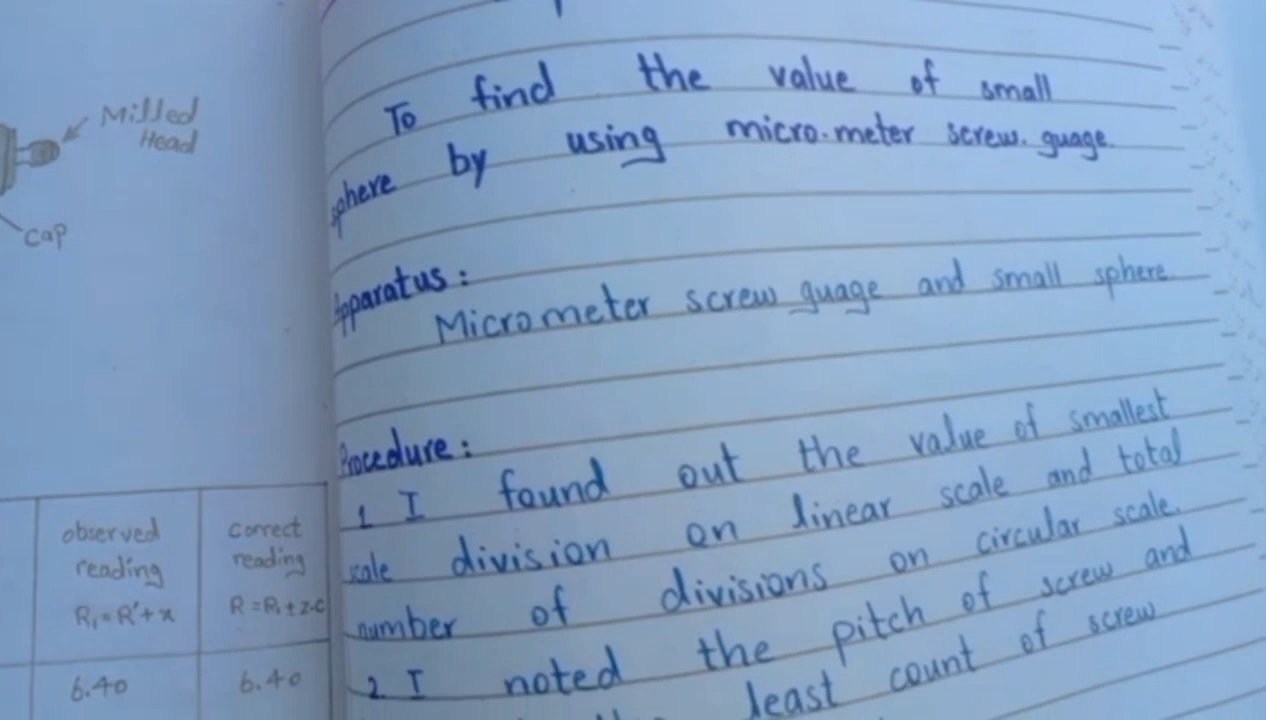 Milled
Head
cap
observed
reading
R₁=R'+x
correct
reading
R=R₁±z.c
6.40
6.40
To find the value of small
sphere by using micro.meter screw. guage.
Apparatus:
Micrometer screw guage and small sphere
Procedure:
1 I found out the value of smallest
scale division on linear scale and total
number of divisions on circular scale.
2 I noted the pitch of screw and
least count of screw